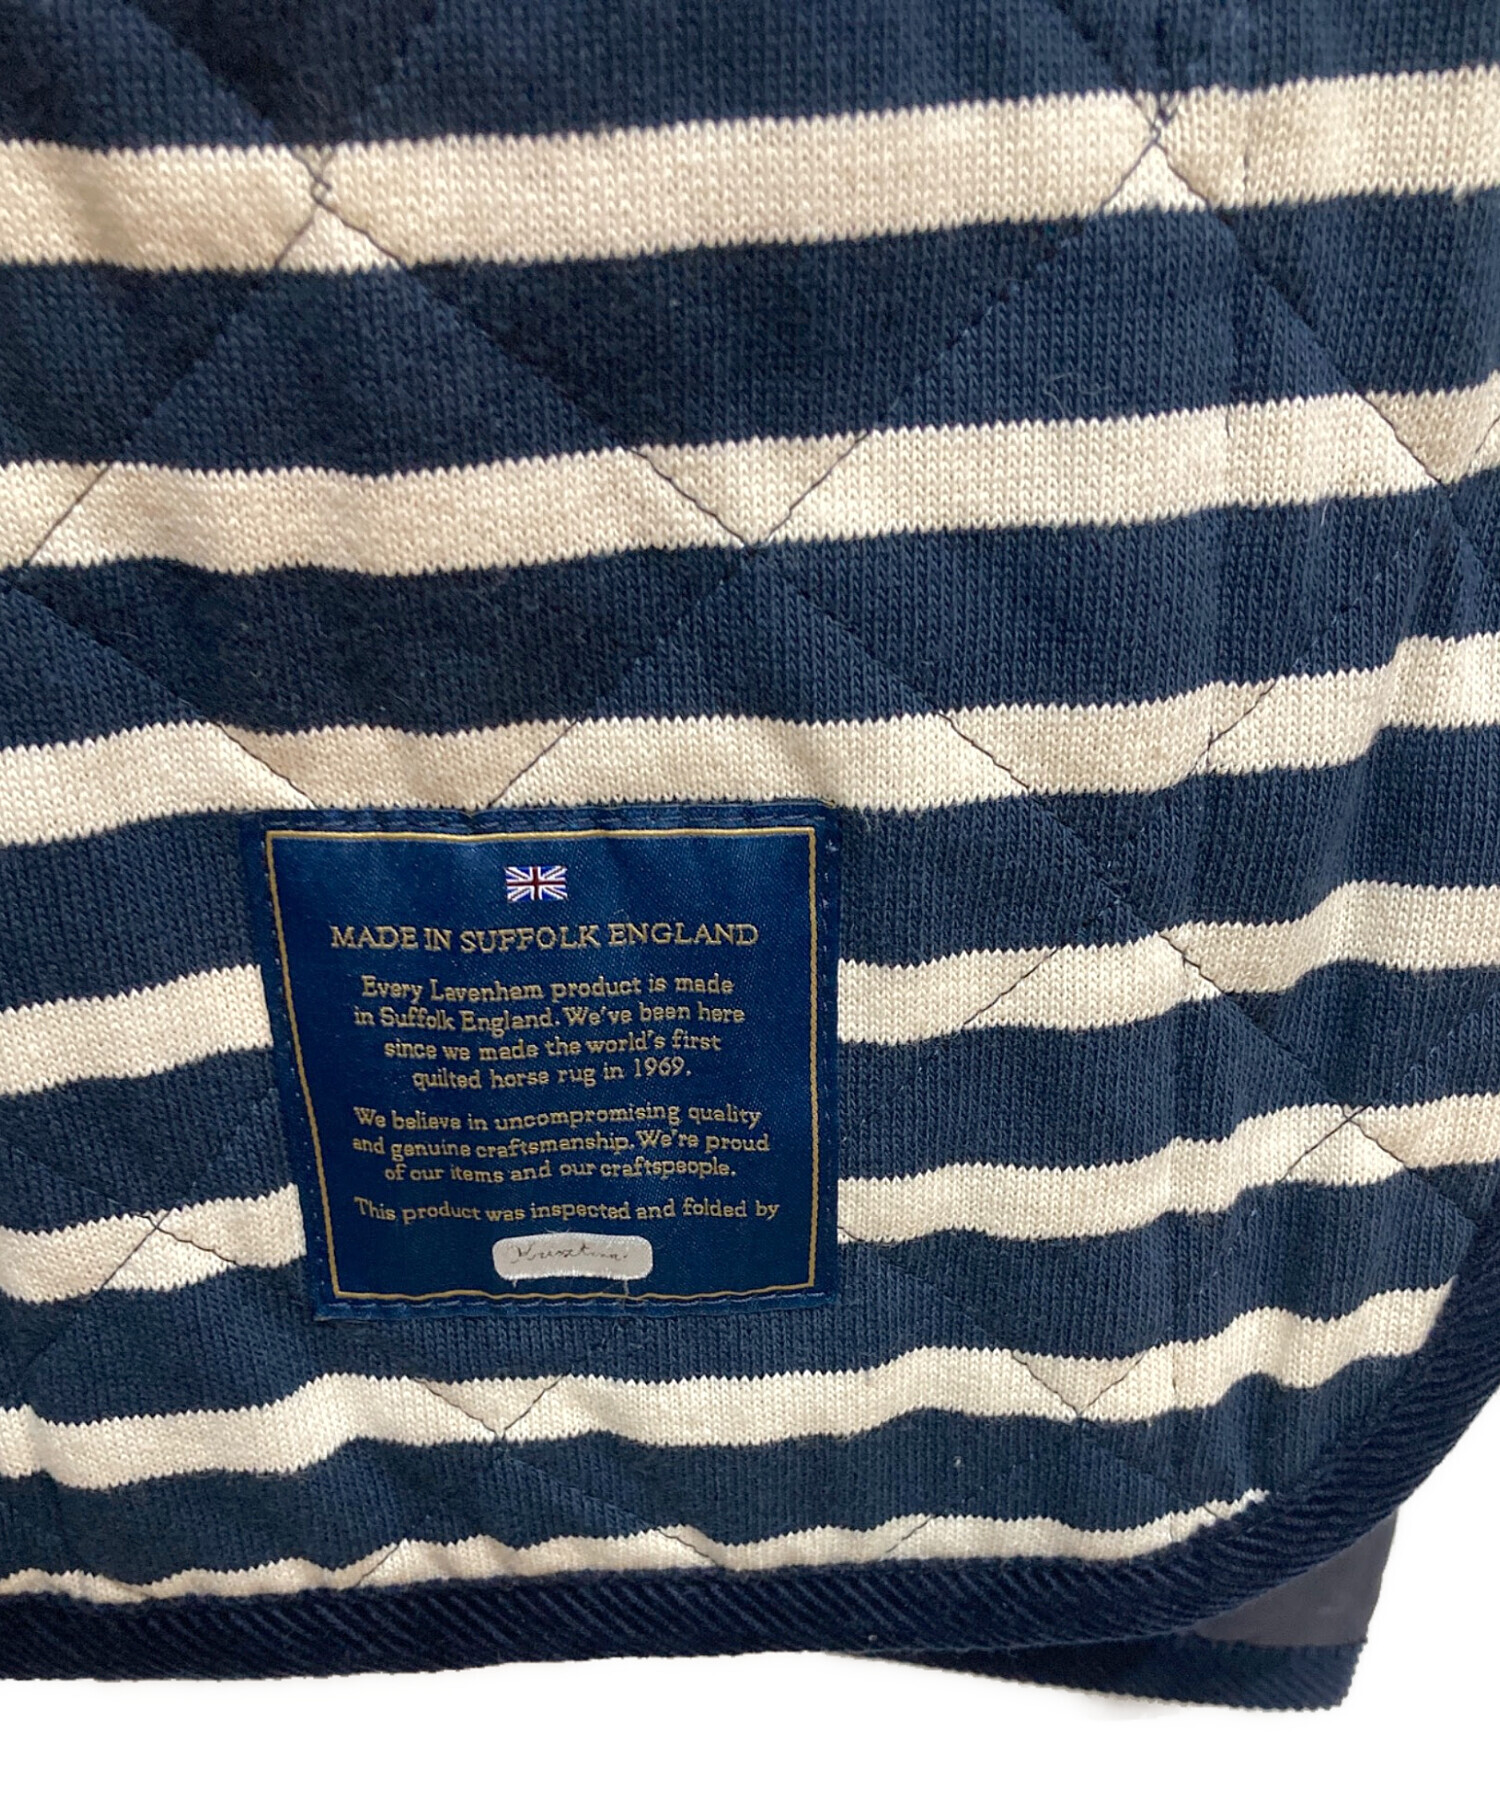 MADE IN SUFFOLK ENGLAND
Every Lavenham product is made
in Suffolk England. We've been here
since we made the world's first
quilted horse rug in 1969.
We believe in uncompromising quality
and genuine craftsmanship. We're proud
of our items and our craftspeople.
This product was inspected and folded by